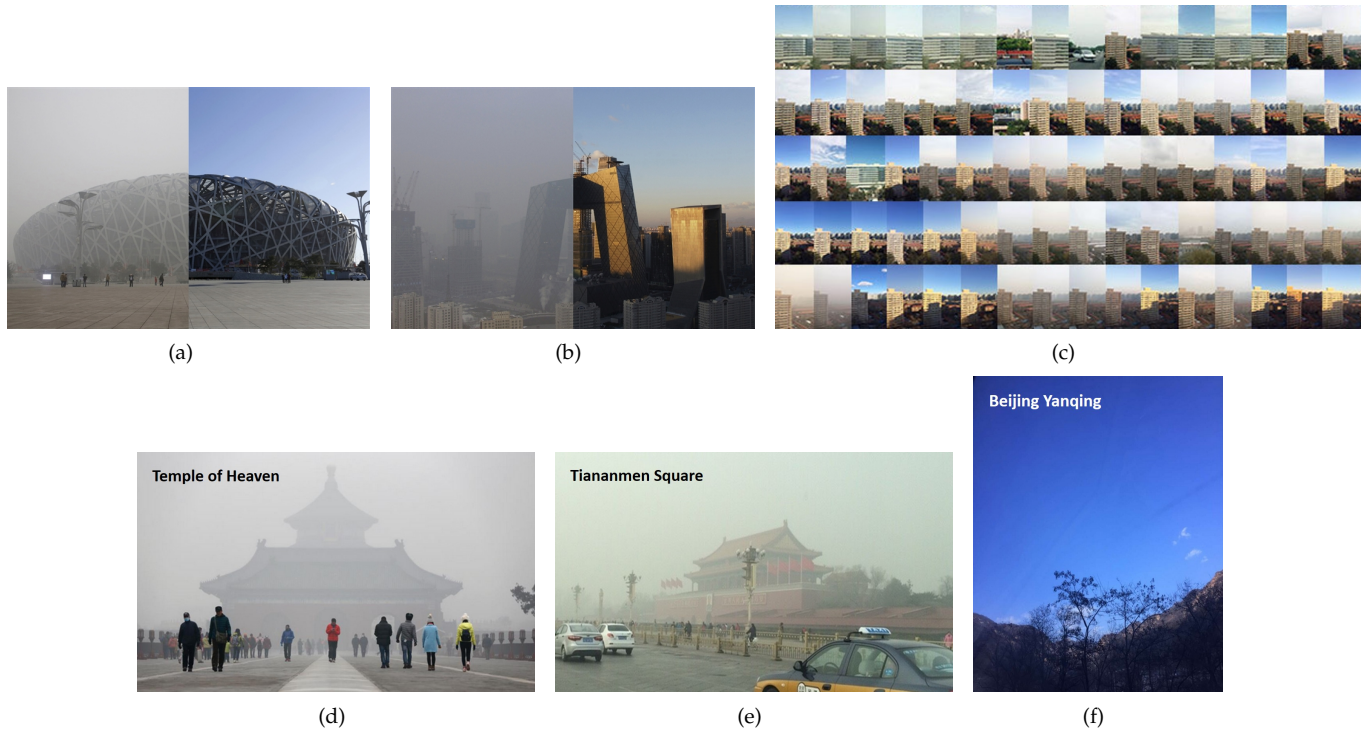 (a)
(b)
(c)
Temple of Heaven
(d)
Tiananmen Square
(e)
Beijing Yanqing
(f)